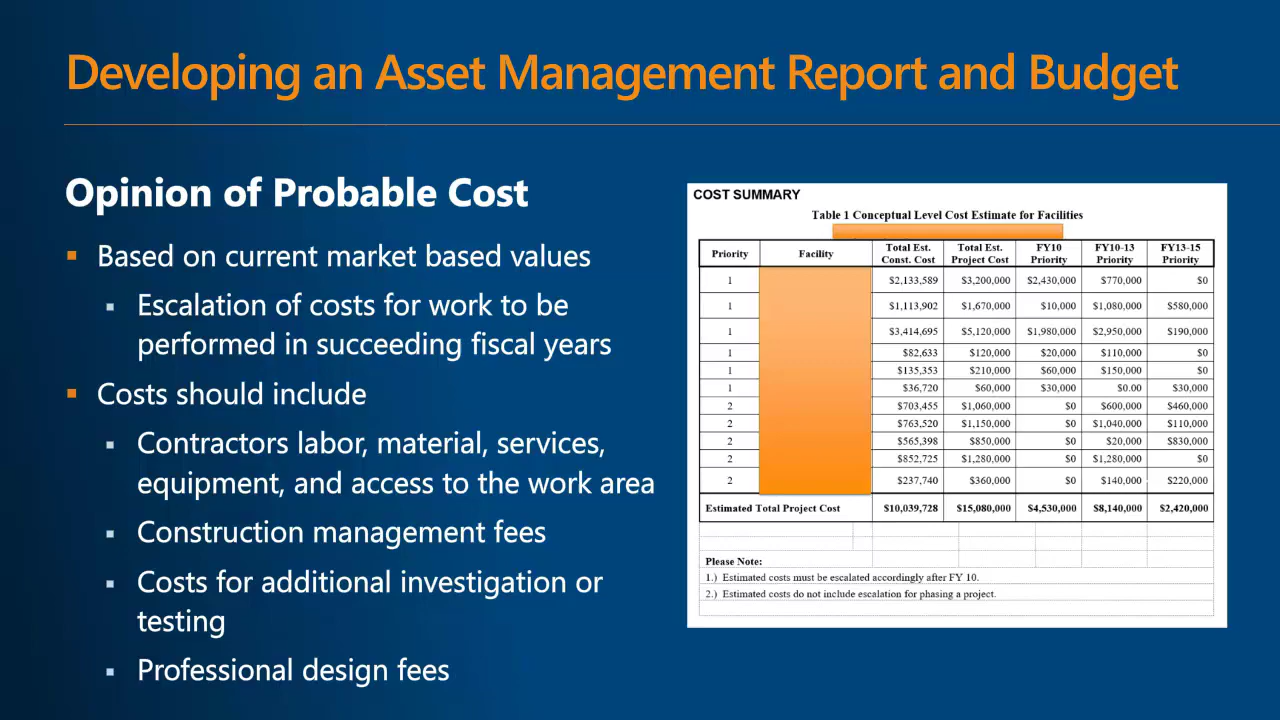 Developing an Asset Management Report and Budget
Opinion of Probable Cost
▪ Based on current market based values
▪ Escalation of costs for work to be
performed in succeeding fiscal years
▪ Costs should include
▪ Contractors labor, material, services,
equipment, and access to the work area
▪ Construction management fees
▪ Costs for additional investigation or
testing
▪ Professional design fees
COST SUMMARY
Table 1 Conceptual Level Cost Estimate for Facilities
Priority Facility Total Est. Const. Cost Total Est. Project Cost FY10 Priority FY10-13 Priority FY13-15 Priority
1 $2,133,589 $3,200,000 $2,430,000 $770,000 $0
1 $1,113,902 $1,670,000 $10,000 $1,080,000 $580,000
1 $3,414,695 $5,120,000 $1,980,000 $2,950,000 $190,000
1 $82,633 $120,000 $20,000 $110,000 $0
1 $135,353 $210,000 $60,000 $150,000 $0
1 $36,720 $60,000 $30,000 $0.00 $30,000
2 $703,455 $1,060,000 $0 $600,000 $460,000
2 $763,520 $1,150,000 $0 $1,040,000 $110,000
2 $565,398 $850,000 $0 $20,000 $830,000
2 $852,725 $1,280,000 $0 $1,280,000 $0
2 $237,740 $360,000 $0 $140,000 $220,000
Estimated Total Project Cost $10,039,728 $15,080,000 $4,530,000 $8,140,000 $2,420,000
Please Note:
1.) Estimated costs must be escalated accordingly after FY 10.
2.) Estimated costs do not include escalation for phasing a project.